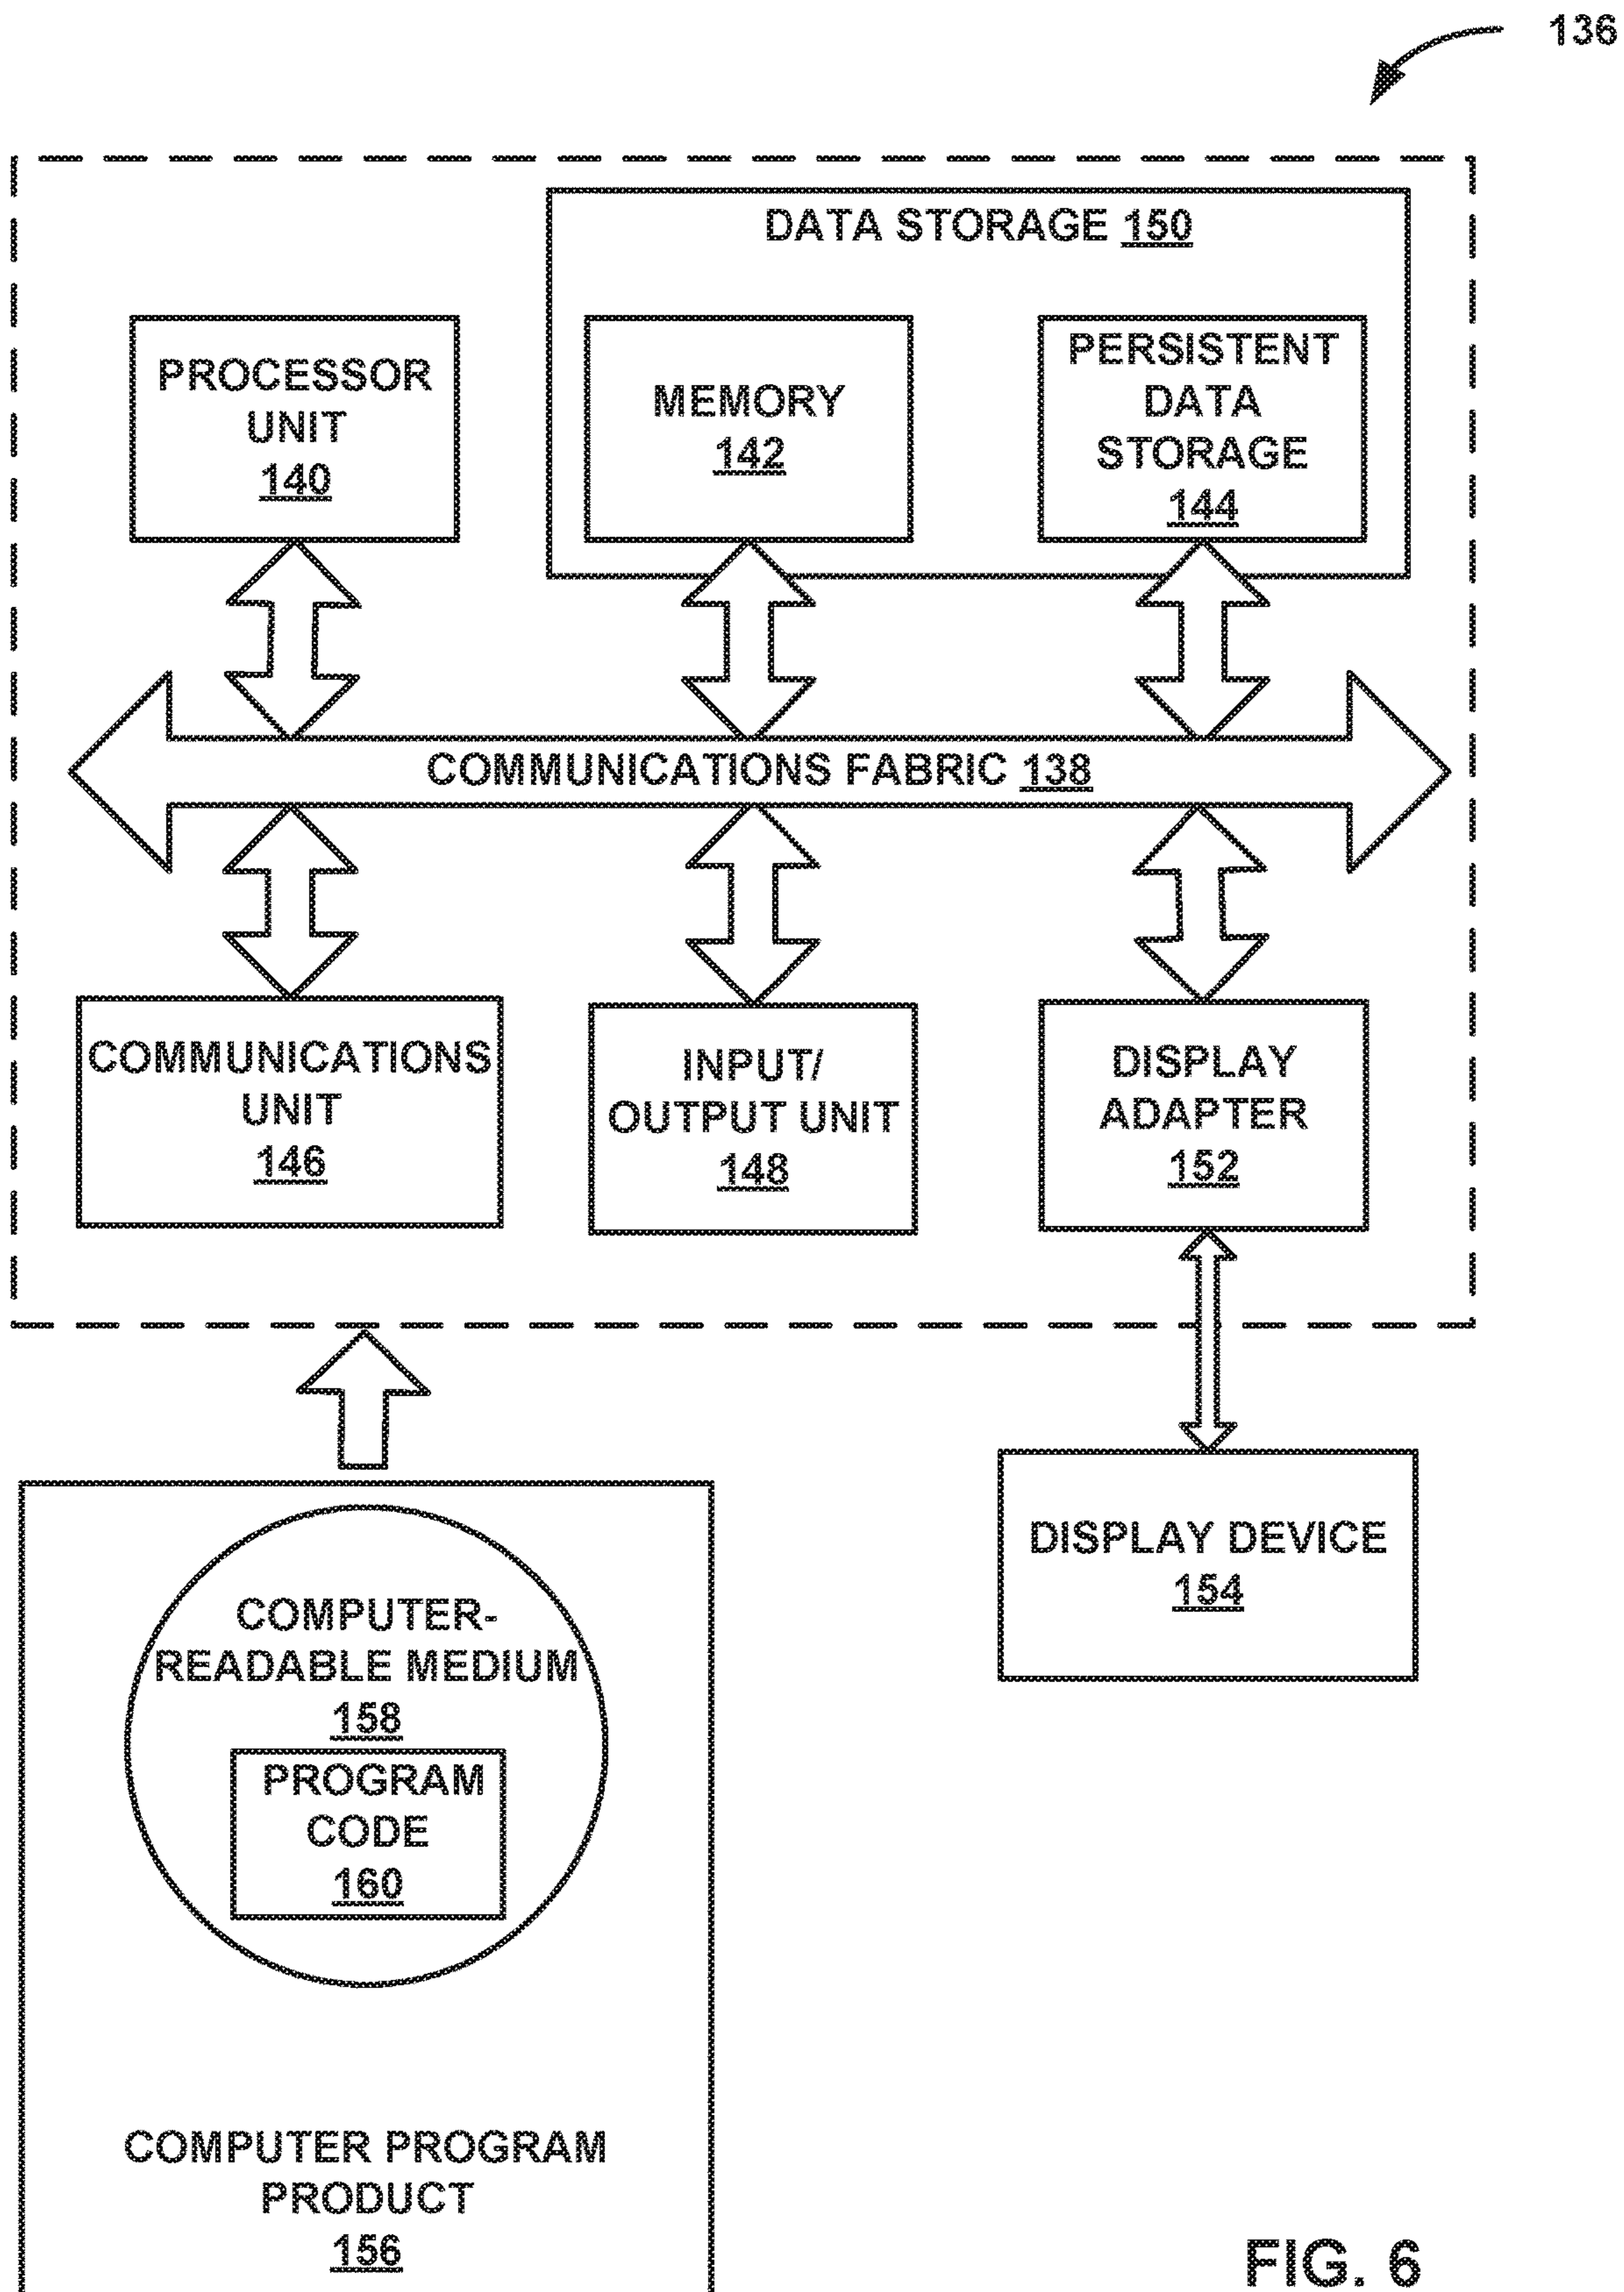 136
DATA STORAGE 150
PROCESSOR
UNIT
140
MEMORY
142
PERSISTENT
DATA
STORAGE
144
COMMUNICATIONS FABRIC 138
COMMUNICATIONS
UNIT
146
INPUT/
OUTPUT UNIT
148
DISPLAY
ADAPTER
152
DISPLAY DEVICE
154
COMPUTER-
READABLE MEDIUM
158
PROGRAM
CODE
160
COMPUTER PROGRAM
PRODUCT
156
FIG. 6